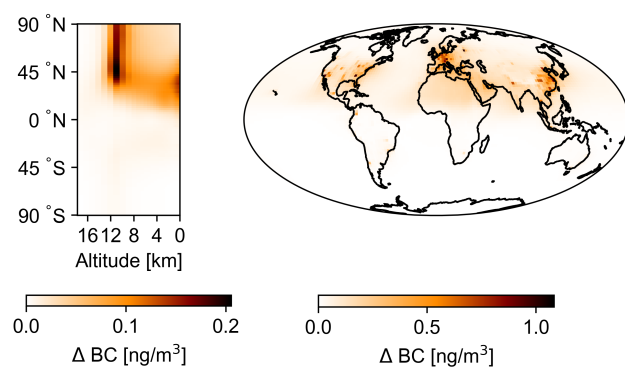 90 °N
45 °N
0 °N
45 °S
90 °S
16 12 8 4 0
Altitude [km]
0.0 0.1 0.2
Δ BC [ng/m³]
0.0 0.5 1.0
Δ BC [ng/m³]